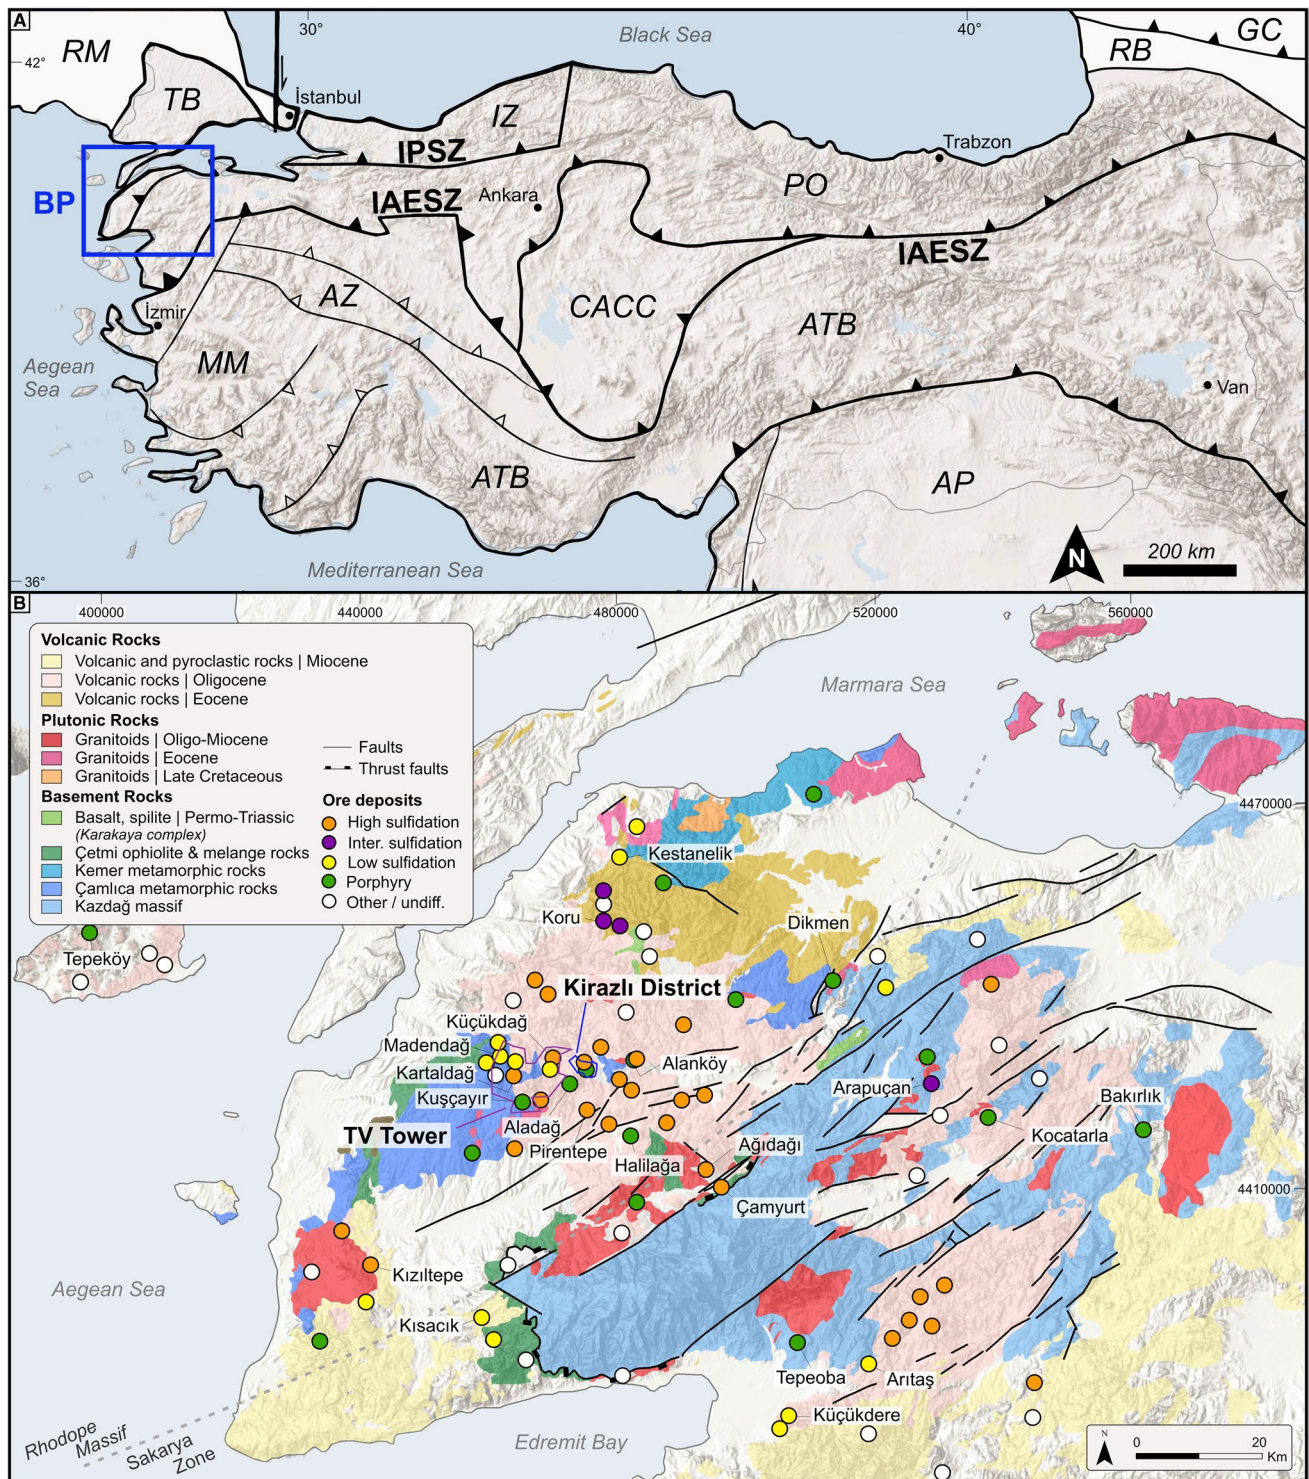 A
30°
40°
Black Sea
GC
RM
42°
RB
TB
İstanbul
IZ
Trabzon
IPSZ
PO
BP
IAESZ
Ankara
IAESZ
AZ
CACC
ATB
İzmir
Aegean
Sea
MM
Van
ATB
AP
N
200 km
Mediterranean Sea
36°
B
400000
440000
480000
520000
560000
Volcanic Rocks
Volcanic and pyroclastic rocks | Miocene
Volcanic rocks | Oligocene
Volcanic rocks | Eocene
Plutonic Rocks
Granitoids | Oligo-Miocene
Granitoids | Eocene
Granitoids | Late Cretaceous
Basement Rocks
Basalt, spilite | Permo-Triassic
(Karakaya complex)
Çetmi ophiolite & melange rocks
Kemer metamorphic rocks
Çamlıca metamorphic rocks
Kazdağ massif
Faults
Thrust faults
Ore deposits
High sulfidation
Inter. sulfidation
Low sulfidation
Porphyry
Other / undiff.
Marmara Sea
4470000
Kestanelik
Koru
Dikmen
Tepeköy
Kirazlı District
Küçükdağ
Madendağ
Kartaldağ
Alanköy
Kuşçayır
Arapuçan
Bakırlık
TV Tower
Aladağ
Pirentepe
Kocatarla
Halilağa
Ağıdağı
Çamyurt
4410000
Aegean Sea
Kızıltepe
Kısacık
Tepeoba
Arıtaş
Küçükdere
Rhodope
Massif
Sakarya
Zone
Edremit Bay
N
0
20
Km